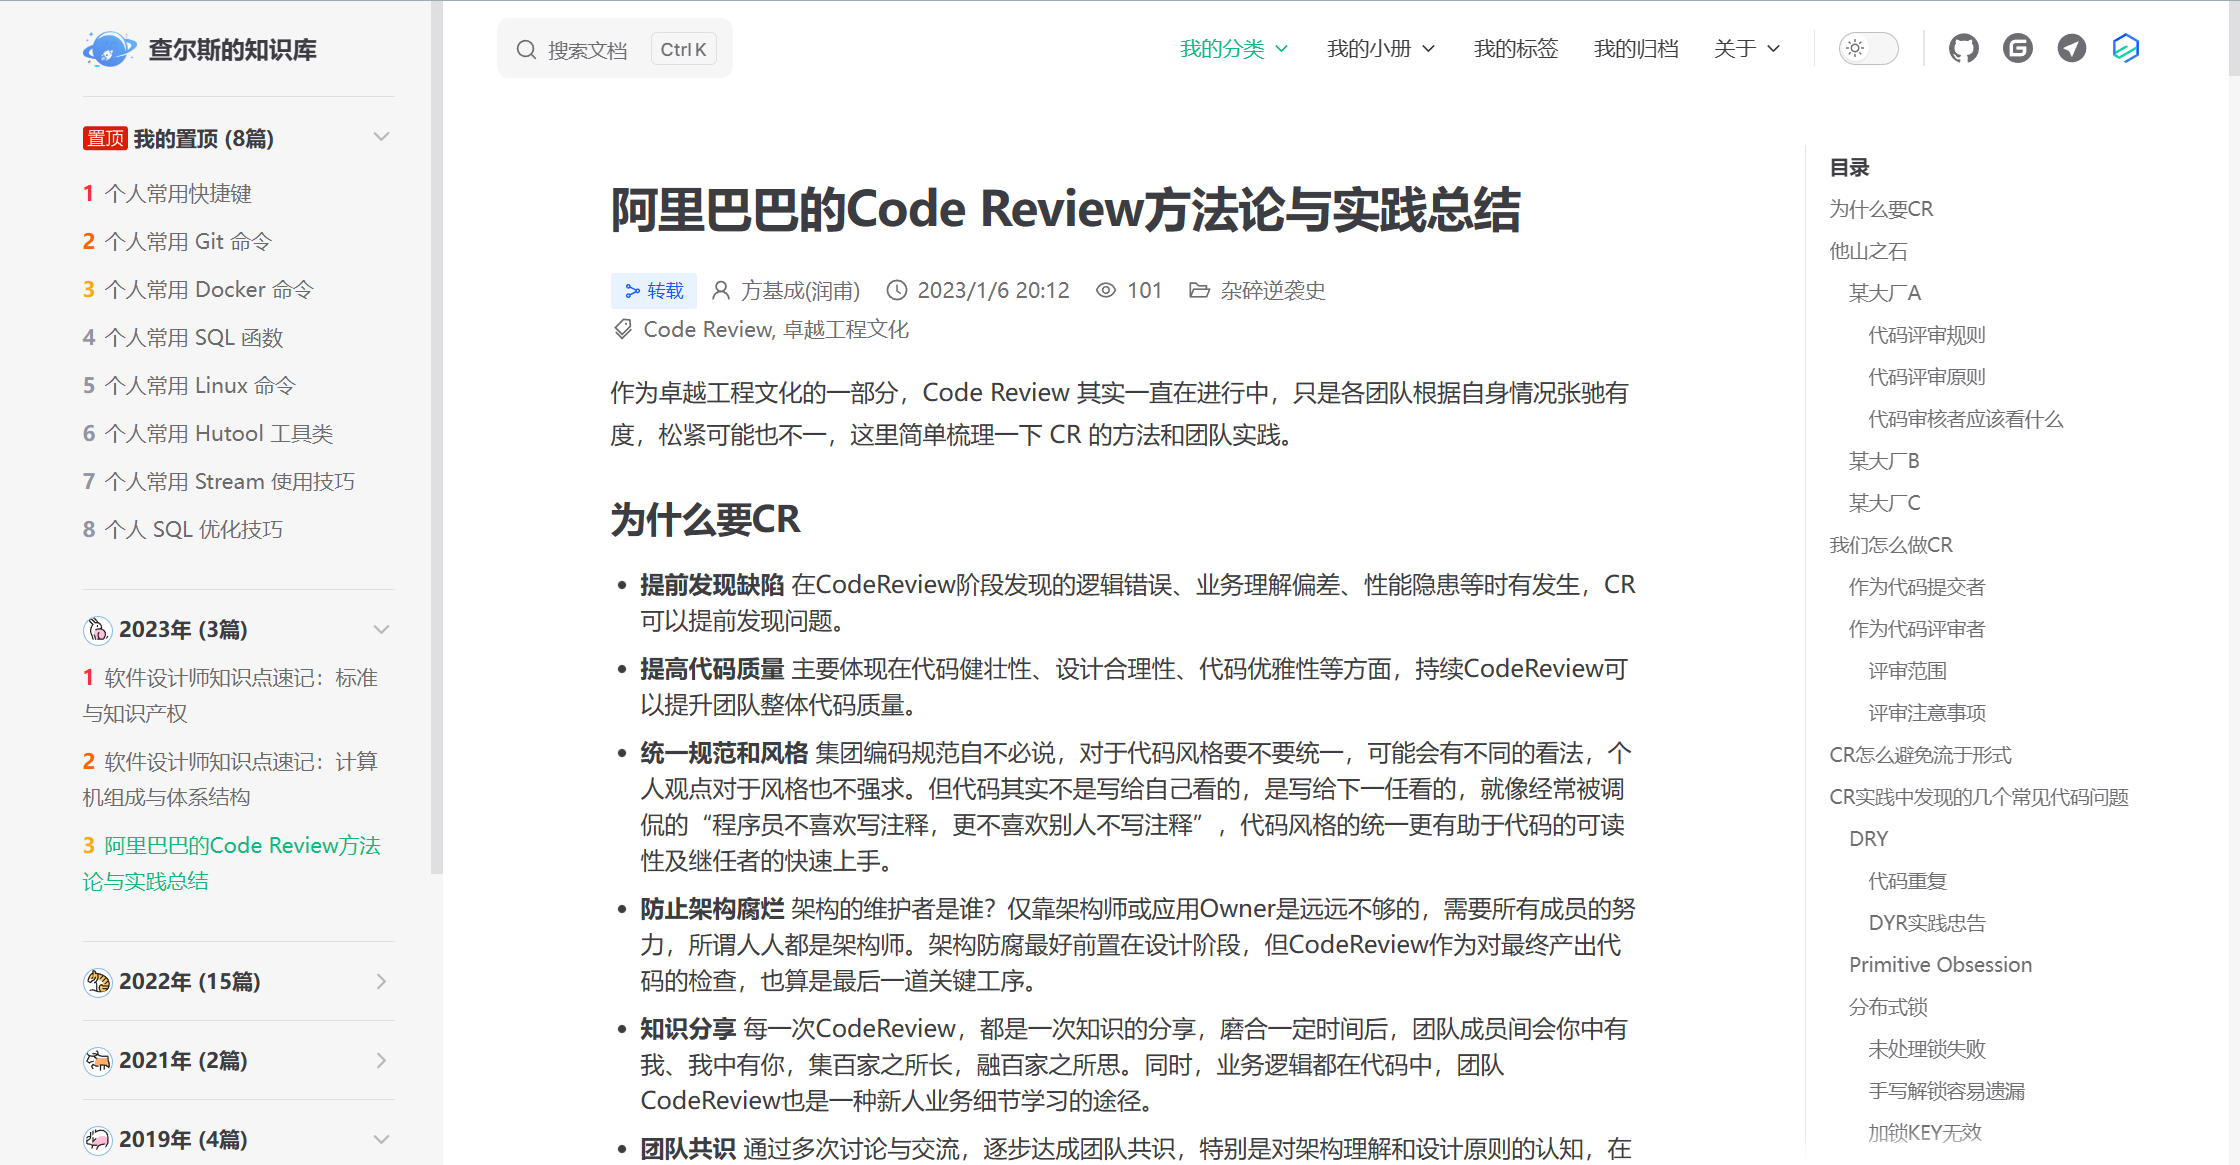 查尔斯的知识库
搜索文档 Ctrl K
我的分类 我的小册 我的标签 我的归档 关于
置顶 我的置顶 (8篇)
1 个人常用快捷键
2 个人常用 Git 命令
3 个人常用 Docker 命令
4 个人常用 SQL 函数
5 个人常用 Linux 命令
6 个人常用 Hutool 工具类
7 个人常用 Stream 使用技巧
8 个人 SQL 优化技巧
2023年 (3篇)
1 软件设计师知识点速记：标准
与知识产权
2 软件设计师知识点速记：计算
机组成与体系结构
3 阿里巴巴的Code Review方法
论与实践总结
2022年 (15篇)
2021年 (2篇)
2019年 (4篇)
阿里巴巴的Code Review方法论与实践总结
转载 方基成(润甫) 2023/1/6 20:12 101 杂碎逆袭史
Code Review, 卓越工程文化
作为卓越工程文化的一部分，Code Review 其实一直在进行中，只是各团队根据自身情况张驰有
度，松紧可能也不一，这里简单梳理一下 CR 的方法和团队实践。
为什么要CR
• 提前发现缺陷 在CodeReview阶段发现的逻辑错误、业务理解偏差、性能隐患等时有发生，CR
可以提前发现问题。
• 提高代码质量 主要体现在代码健壮性、设计合理性、代码优雅性等方面，持续CodeReview可
以提升团队整体代码质量。
• 统一规范和风格 集团编码规范自不必说，对于代码风格要不要统一，可能会有不同的看法，个
人观点对于风格也不强求。但代码其实不是写给自己看的，是写给下一任看的，就像经常被调
侃的“程序员不喜欢写注释，更不喜欢别人不写注释”，代码风格的统一更有助于代码的可读
性及继任者的快速上手。
• 防止架构腐烂 架构的维护者是谁？仅靠架构师或应用Owner是远远不够的，需要所有成员的努
力，所谓人人都是架构师。架构防腐最好前置在设计阶段，但CodeReview作为对最终产出代
码的检查，也算是最后一道关键工序。
• 知识分享 每一次CodeReview，都是一次知识的分享，磨合一定时间后，团队成员间会你中有
我、我中有你，集百家之所长，融百家之所思。同时，业务逻辑都在代码中，团队
CodeReview也是一种新人业务细节学习的途径。
• 团队共识 通过多次讨论与交流，逐步达成团队共识，特别是对架构理解和设计原则的认知，在
目录
为什么要CR
他山之石
某大厂A
代码评审规则
代码评审原则
代码审核者应该看什么
某大厂B
某大厂C
我们怎么做CR
作为代码提交者
作为代码评审者
评审范围
评审注意事项
CR怎么避免流于形式
CR实践中发现的几个常见代码问题
DRY
代码重复
DYR实践忠告
Primitive Obsession
分布式锁
未处理锁失败
手写解锁容易遗漏
加锁KEY无效